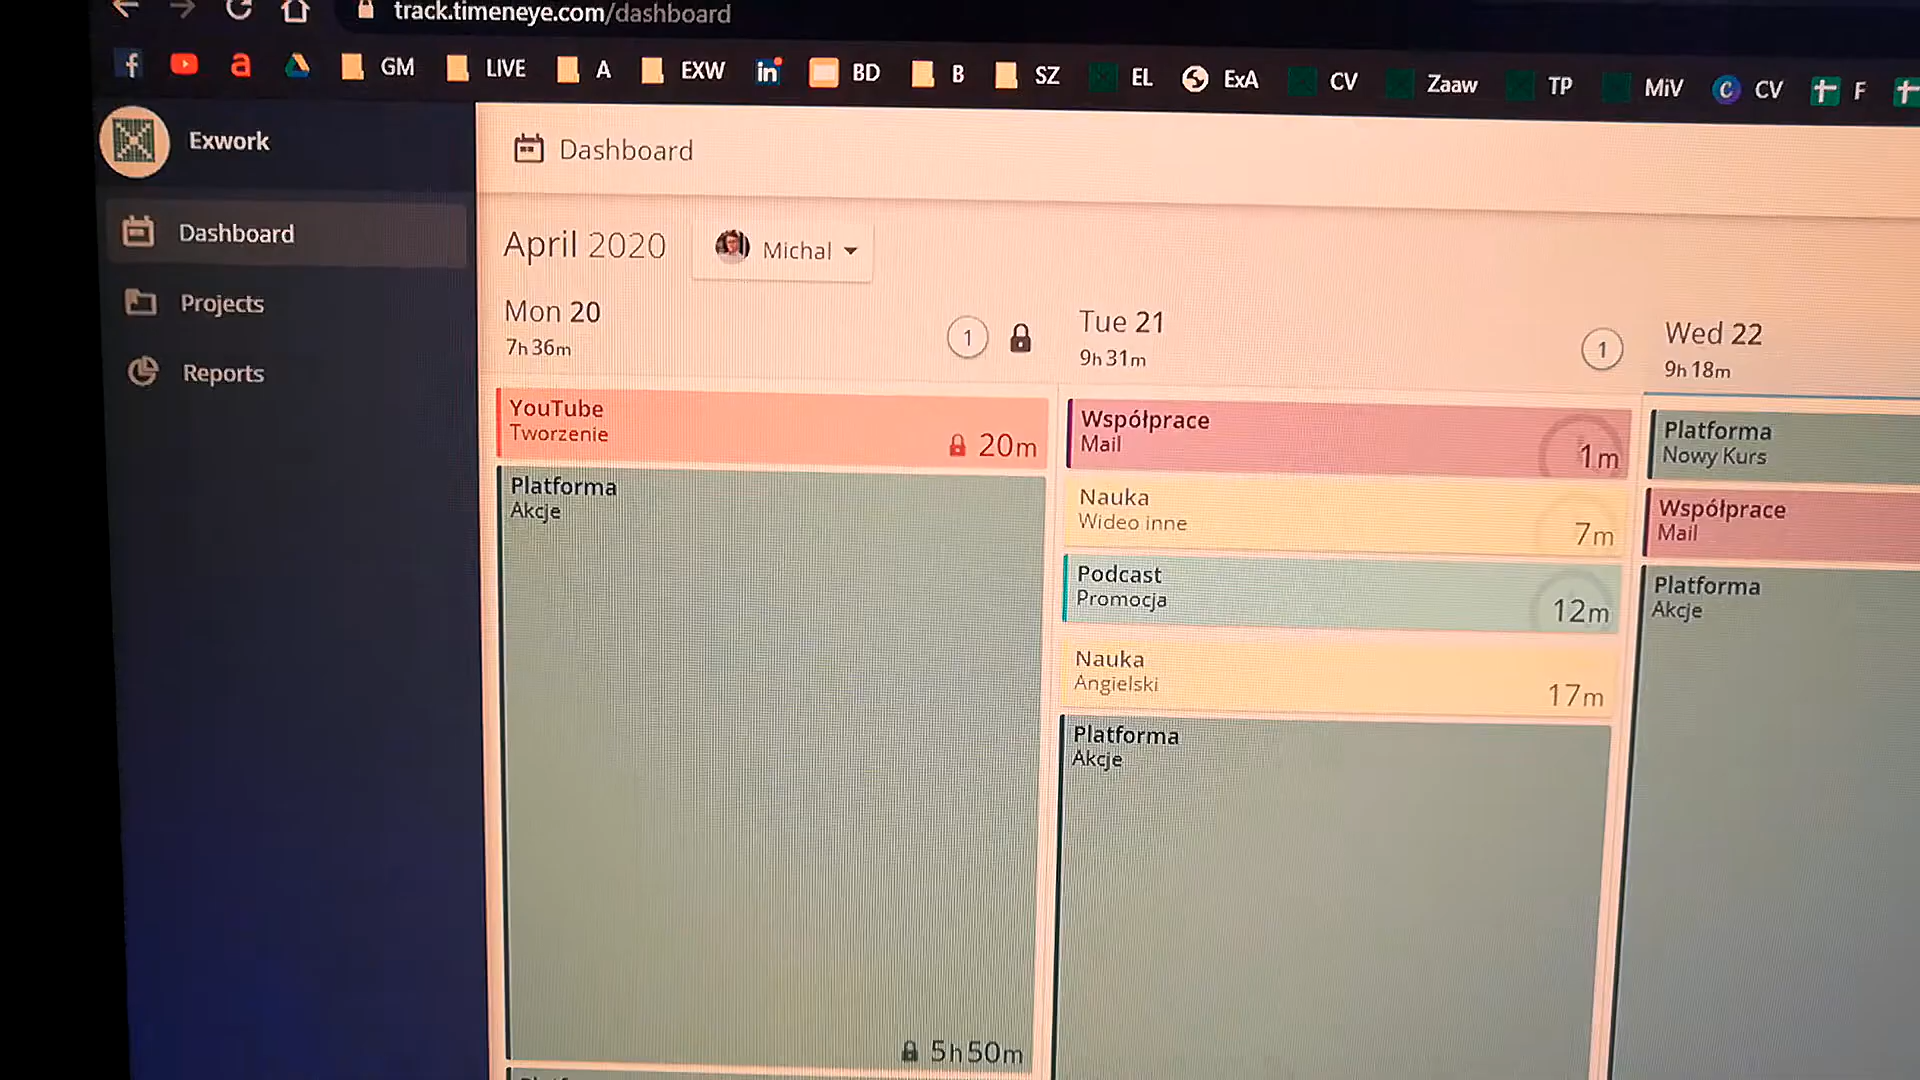 track.timeneye.com/dashboard
GM LIVE A EXW BD B SZ EL ExA CV Zaaw TP MiV CV F
Exwork
Dashboard
Projects
Reports
Dashboard
April 2020
Michal
Mon 20
7h 36m
1
YouTube
Tworzenie
20m
Platforma
Akcje
5h 50m
Tue 21
9h 31m
1
Współprace
Mail
1m
Nauka
Wideo inne
7m
Podcast
Promocja
12m
Nauka
Angielski
17m
Platforma
Akcje
Wed 22
9h 18m
Platforma
Nowy Kurs
Współprace
Mail
Platforma
Akcje